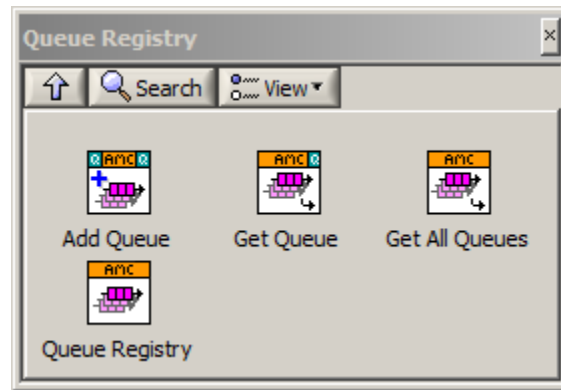 Queue Registry
Search View
Q AMC Q AMC Q AMC
Add Queue Get Queue Get All Queues
AMC
Queue Registry